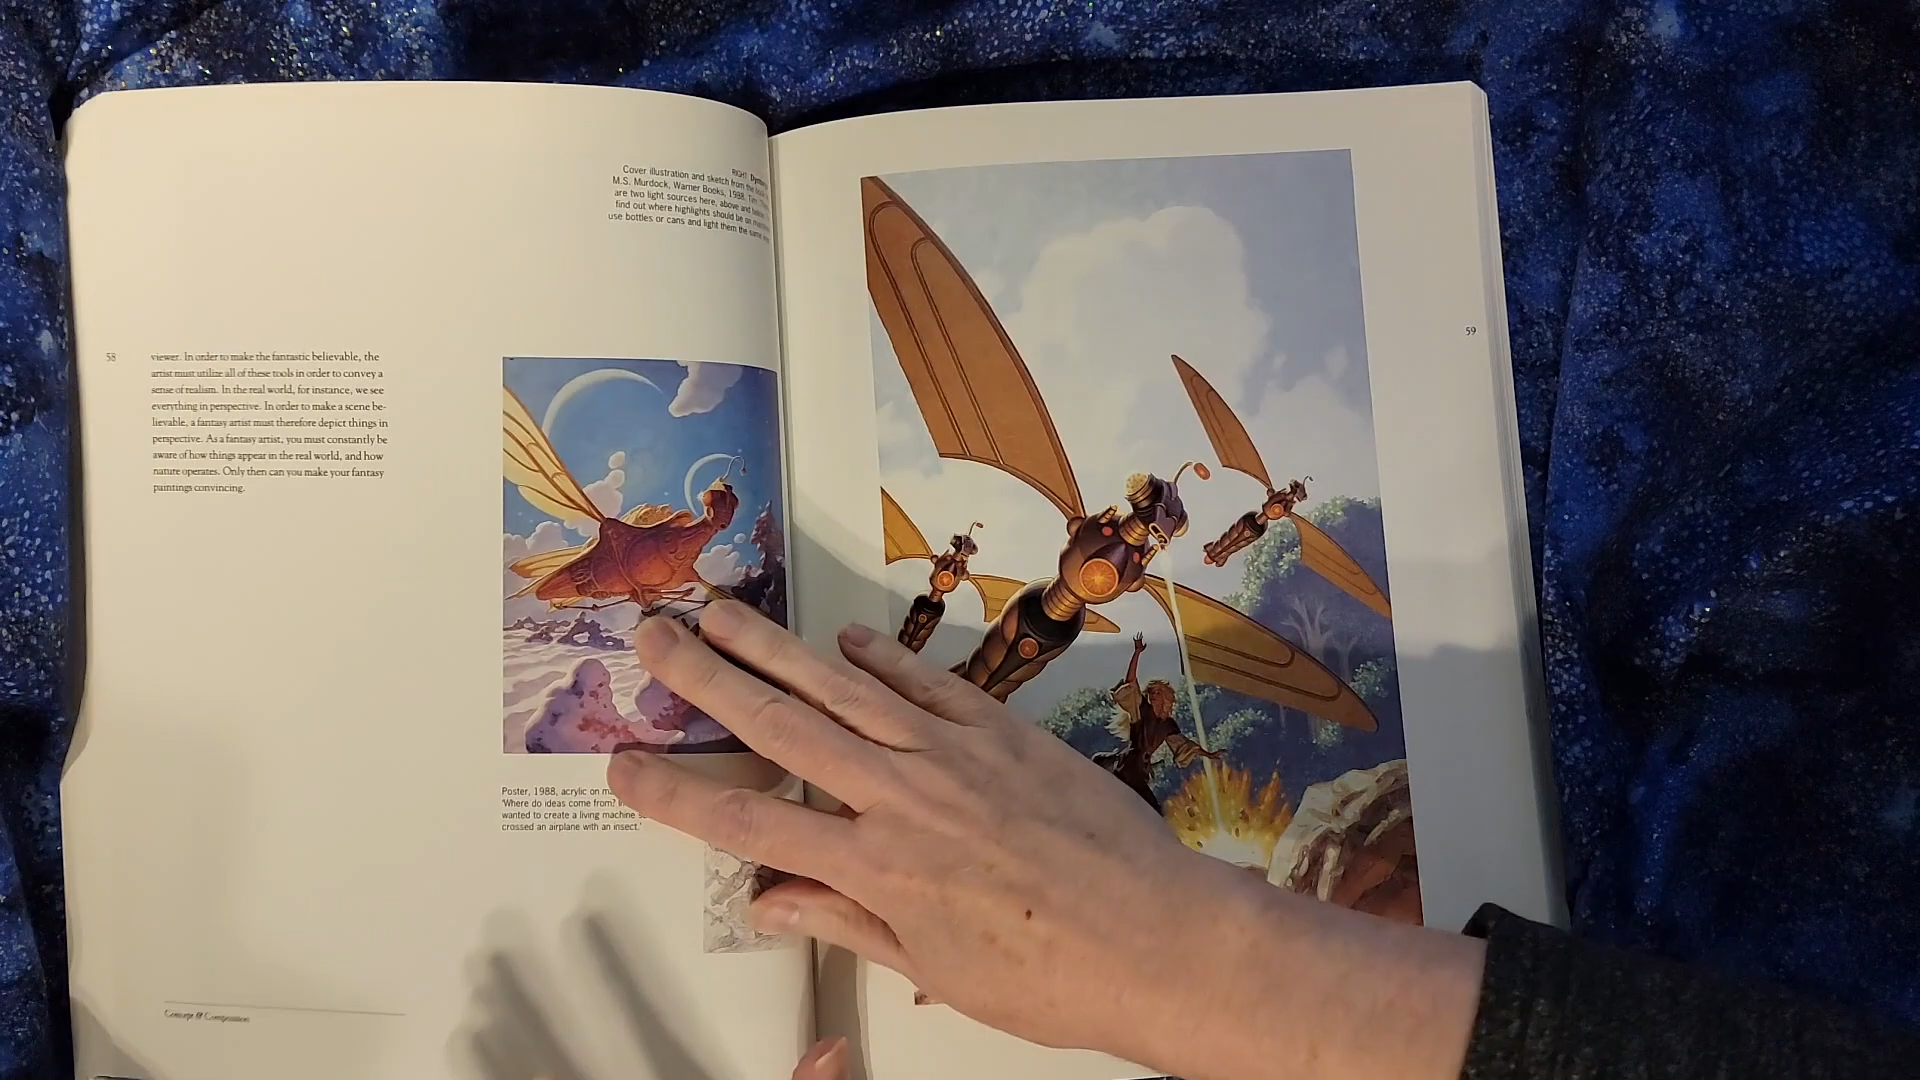 RIGHT
Cover illustration and sketch from the
M.S. Murdock, Warner Books, 1988.
are two light sources here, above and
find out where highlights should be on
use bottles or cans and light them the same
58
viewer. In order to make the fantastic believable, the
artist must utilize all of these tools in order to convey a
sense of realism. In the real world, for instance, we see
everything in perspective. In order to make a scene be-
lievable, a fantasy artist must therefore depict things in
perspective. As a fantasy artist, you must constantly be
aware of how things appear in the real world, and how
nature operates. Only then can you make your fantasy
paintings convincing.
Poster, 1988, acrylic on
'Where do ideas come from?
wanted to create a living machine
crossed an airplane with an insect.'
Concept & Composition
59